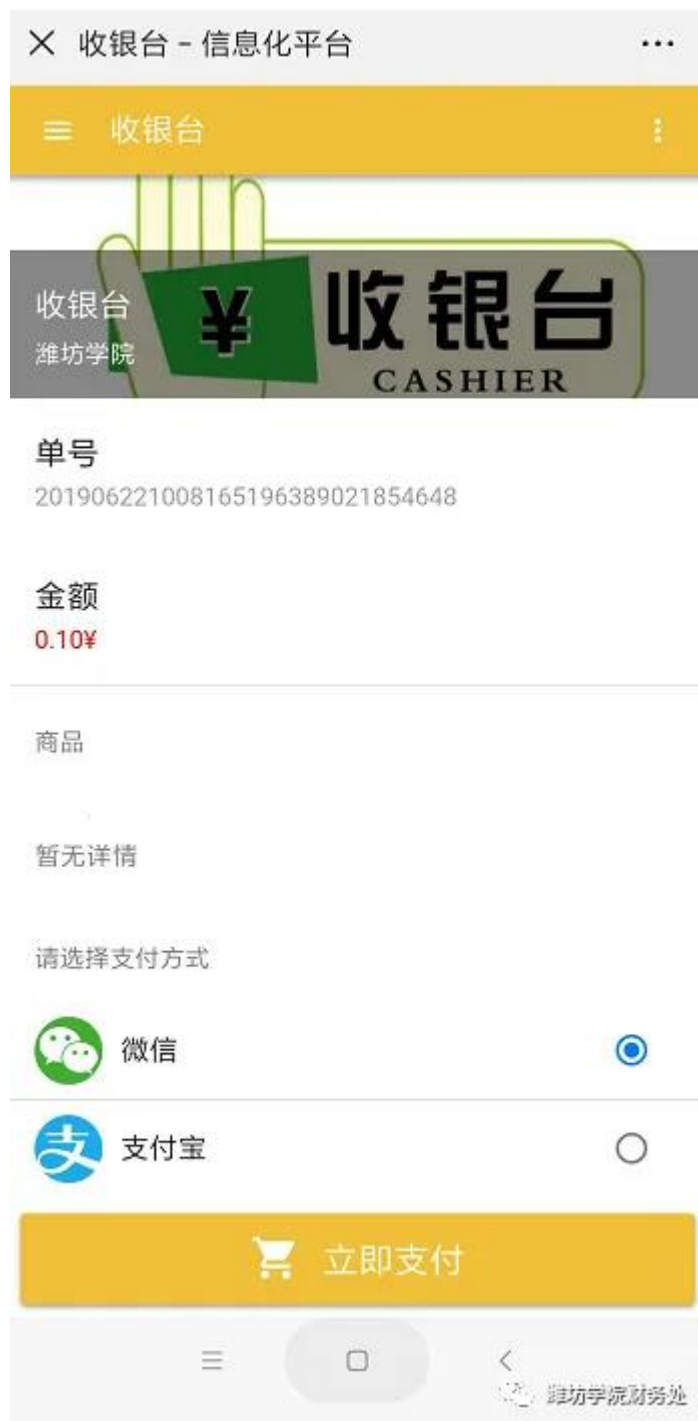 收银台 - 信息化平台
收银台
收银台
潍坊学院
¥ 收银台
CASHIER
单号
201906221008165196389021854648
金额
0.10¥
商品
暂无详情
请选择支付方式
微信
支付宝
立即支付
潍坊学院财务处